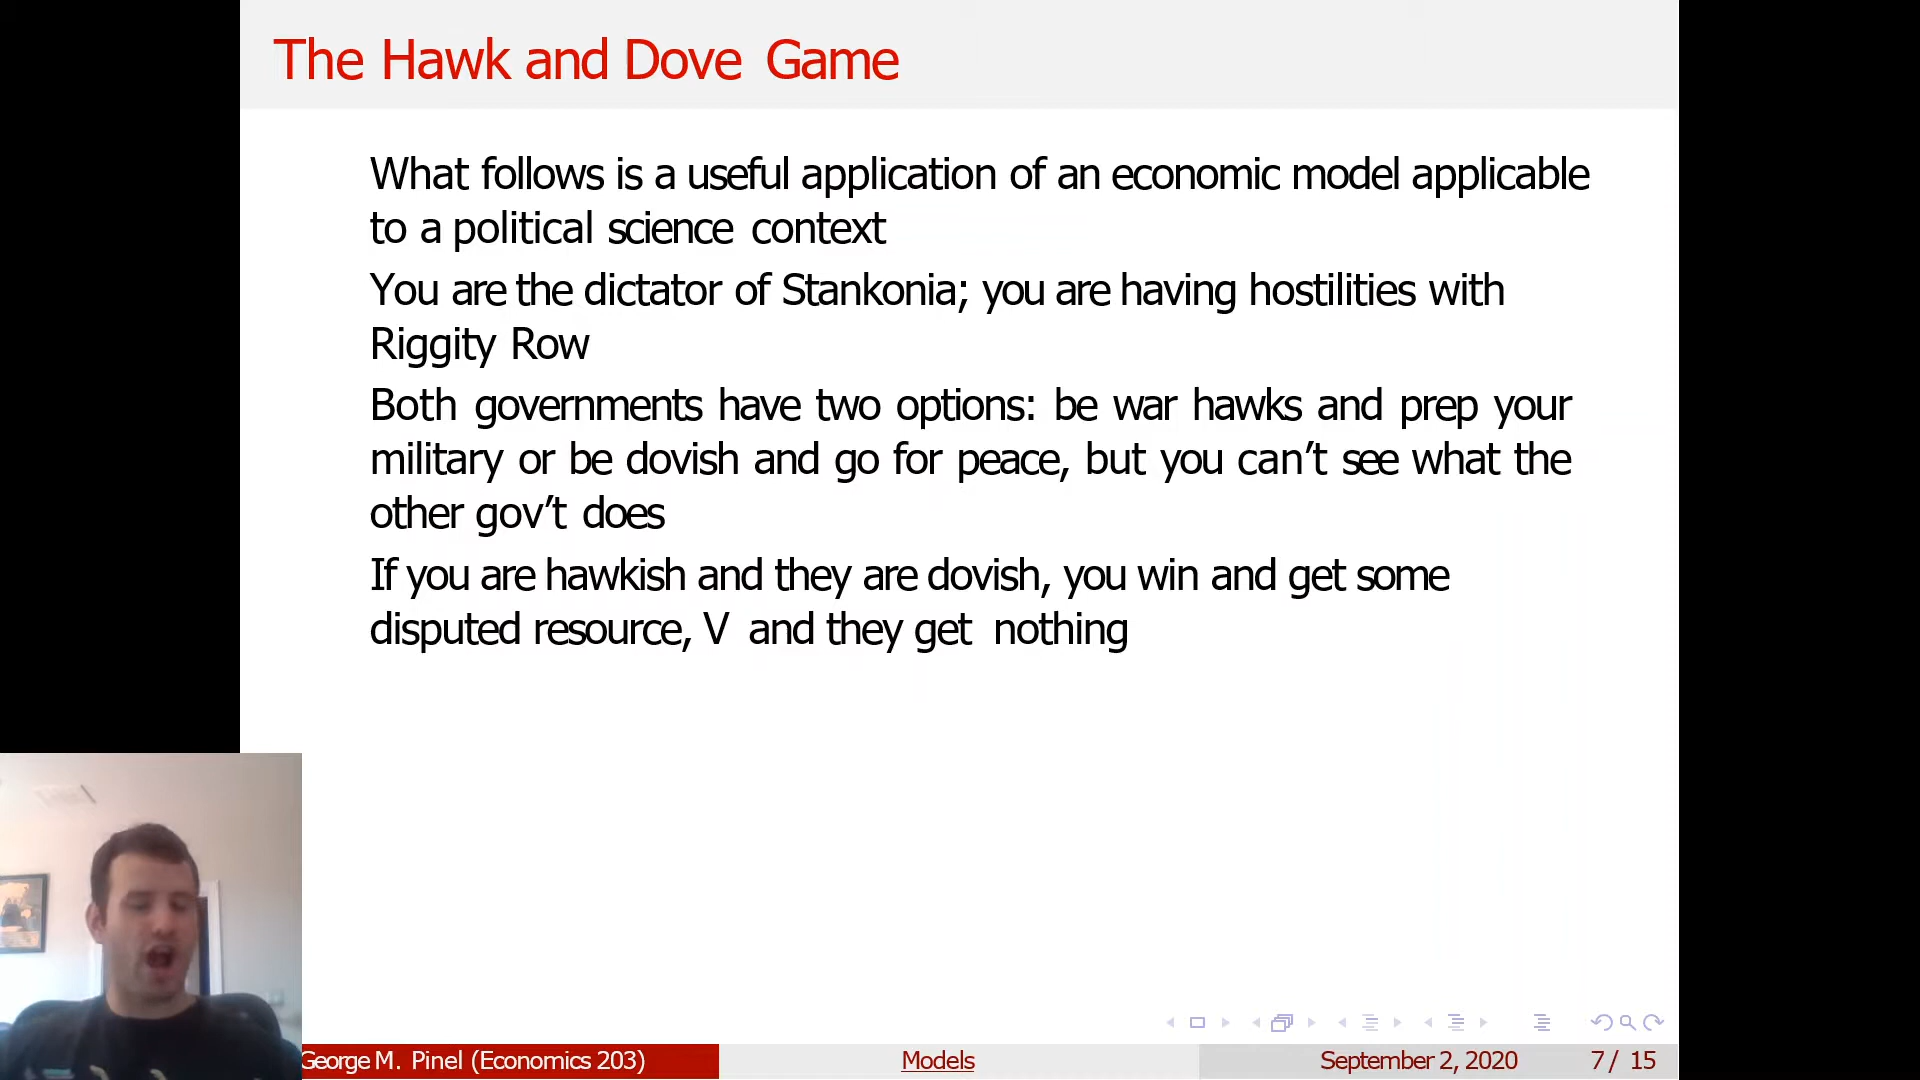 The Hawk and Dove Game
What follows is a useful application of an economic model applicable
to a political science context
You are the dictator of Stankonia; you are having hostilities with
Riggity Row
Both governments have two options: be war hawks and prep your
military or be dovish and go for peace, but you can’t see what the
other gov’t does
If you are hawkish and they are dovish, you win and get some
disputed resource, V and they get nothing
George M. Pinel (Economics 203) Models September 2, 2020 7 / 15